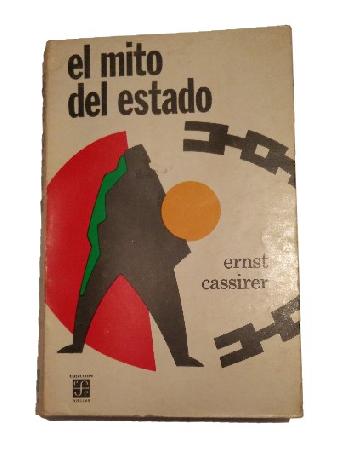 el mito
del estado
ernst
cassirer